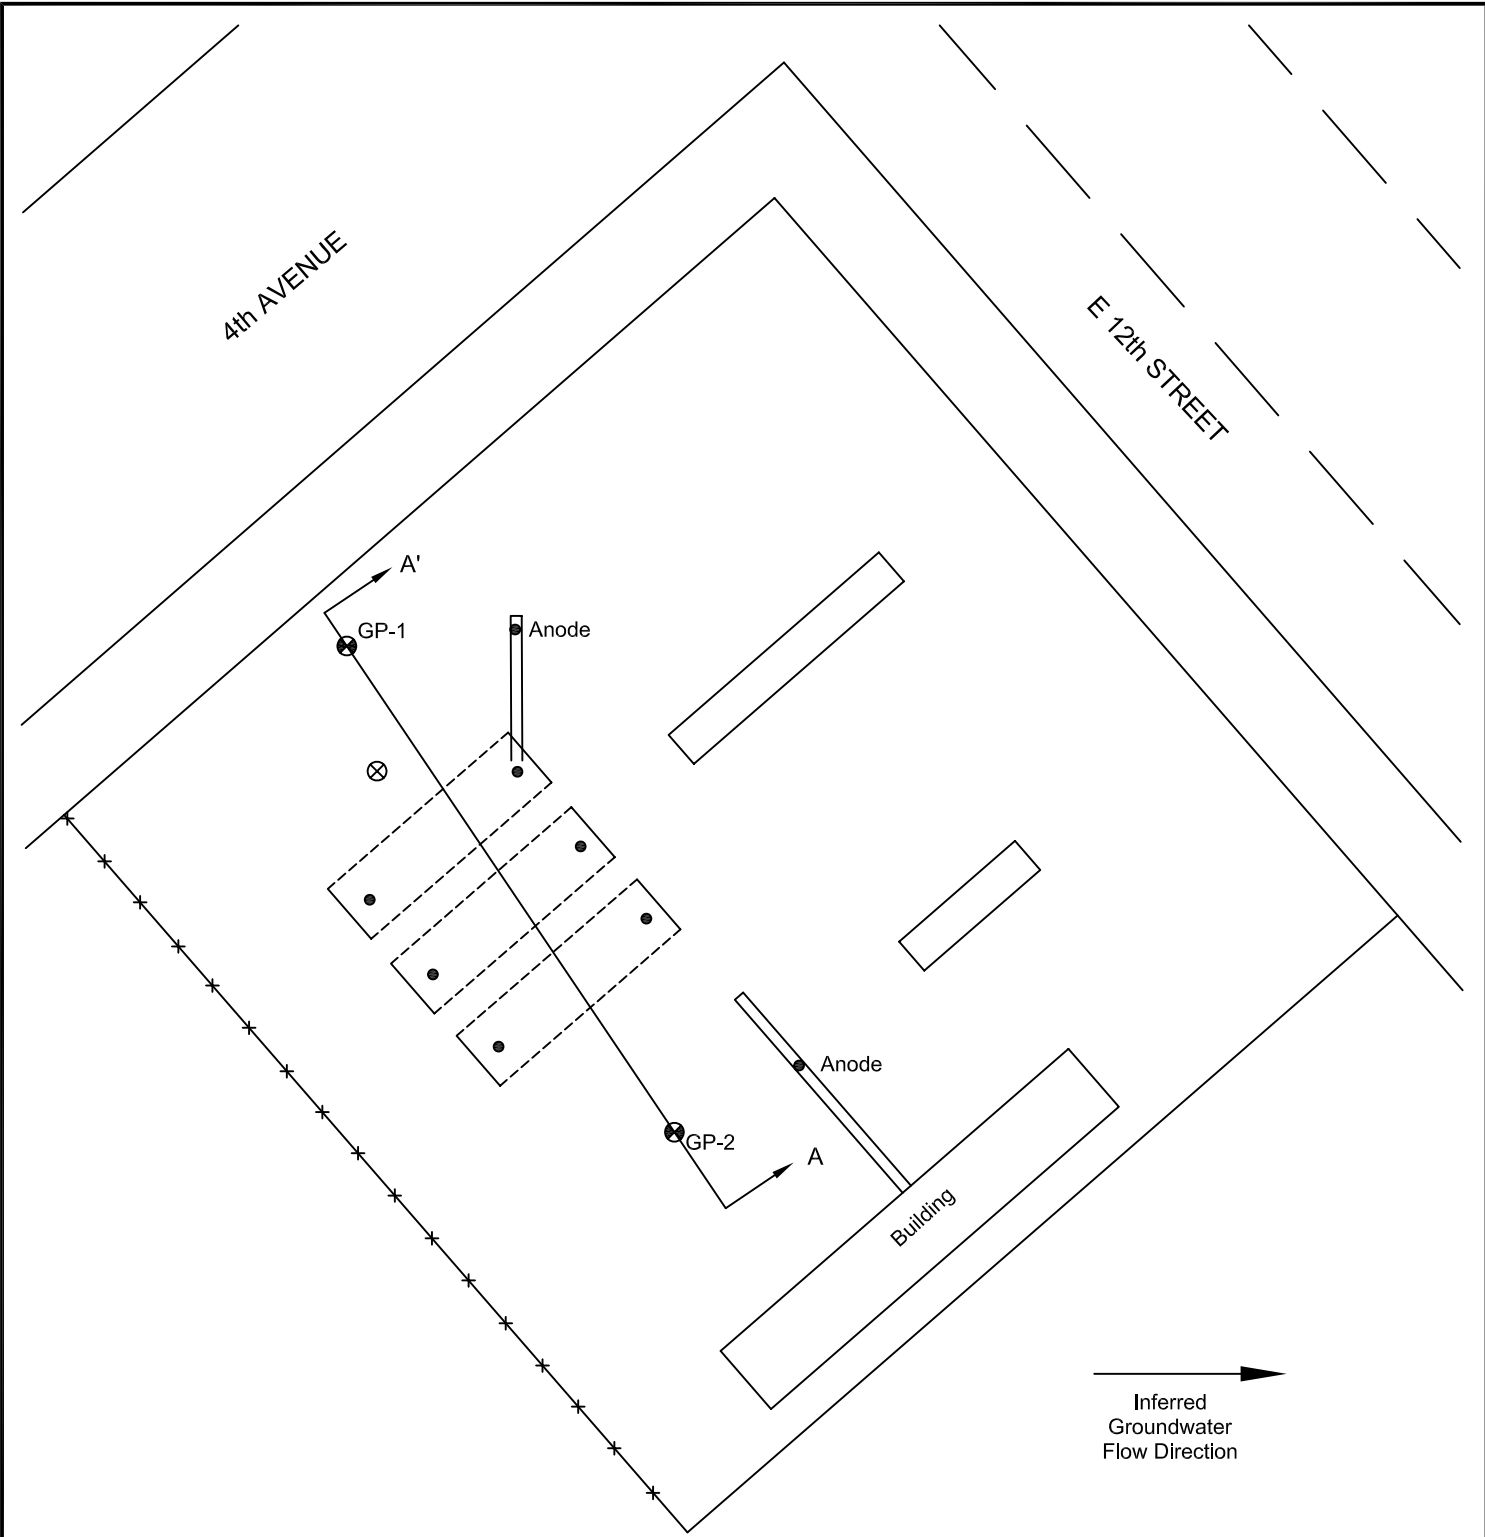 4th AVENUE
E 12th STREET
A'
GP-1
Anode
Anode
GP-2
A
Building
Inferred
Groundwater
Flow Direction